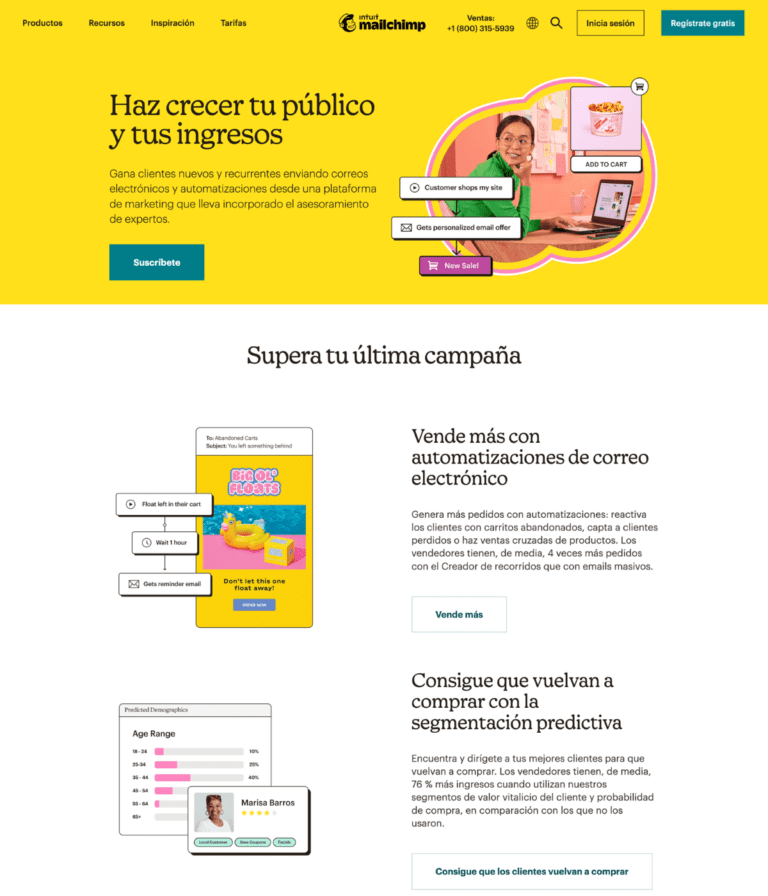 Productos
Recursos
Inspiración
Tarifas
INTUIT
mailchimp
Ventas:
+1 (800) 315-5939
Inicia sesión
Regístrate gratis
Haz crecer tu público
y tus ingresos
Gana clientes nuevos y recurrentes enviando correos
electrónicos y automatizaciones desde una plataforma
de marketing que lleva incorporado el asesoramiento
de expertos.
Suscríbete
ADD TO CART
Customer shops my site
Gets personalized email offer
New Sale!
Supera tu última campaña
To: Abandoned Carts
Subject: You left something behind
BIG OL'
FLOATS
Float left in their cart
Wait 1 hour
Gets reminder email
Don't let this one
float away!
Vende más con
automatizaciones de correo
electrónico
Genera más pedidos con automatizaciones: reactiva
los clientes con carritos abandonados, capta a clientes
perdidos o haz ventas cruzadas de productos. Los
vendedores tienen, de media, 4 veces más pedidos
con el Creador de recorridos que con emails masivos.
Vende más
Predicted Demographics
Age Range
18 - 24 10%
25-34 25%
35 - 44 40%
45 - 54
55 - 64
65+
Marisa Barros
Local Customer
Save Coupons
Facials
Consigue que vuelvan a
comprar con la
segmentación predictiva
Encuentra y dirígete a tus mejores clientes para que
vuelvan a comprar. Los vendedores tienen, de media,
76 % más ingresos cuando utilizan nuestros
segmentos de valor vitalicio del cliente y probabilidad
de compra, en comparación con los que no los
usaron.
Consigue que los clientes vuelvan a comprar